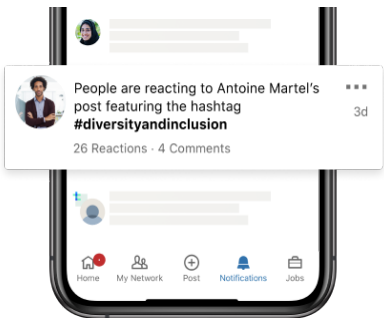 People are reacting to Antoine Martel's
post featuring the hashtag
#diversityandinclusion
3d
26 Reactions · 4 Comments
Home
My Network
Post
Notifications
Jobs